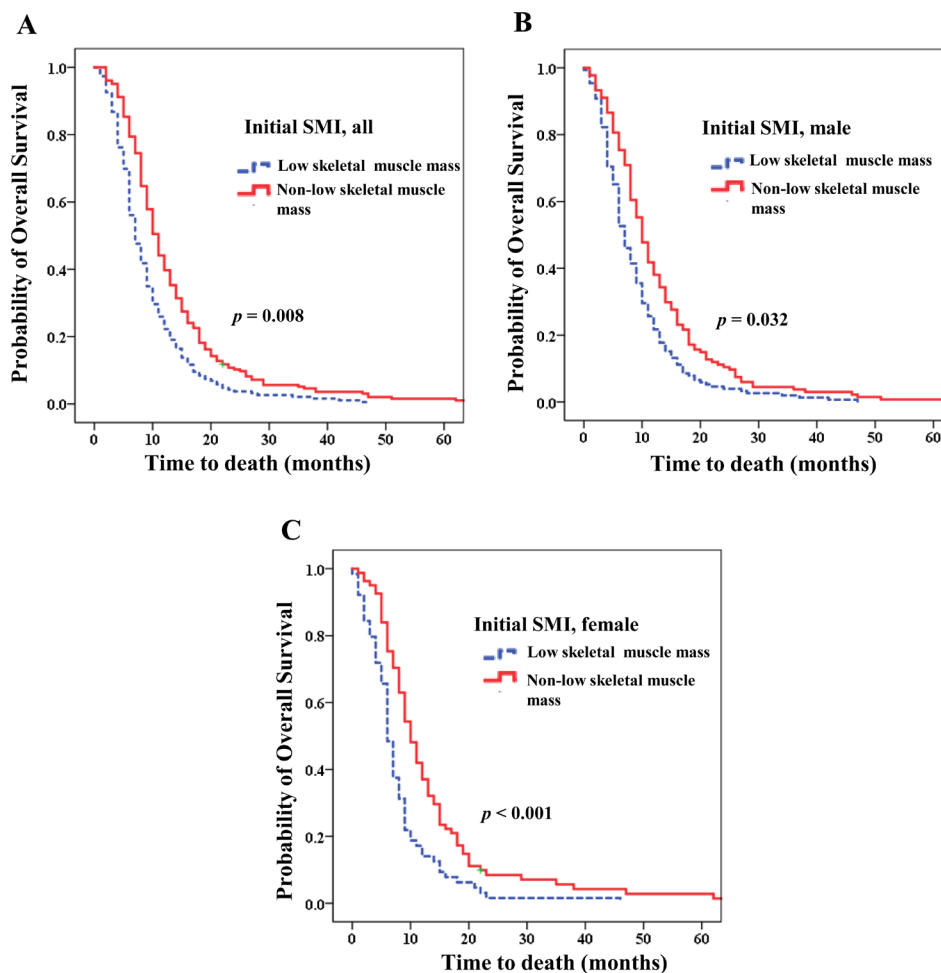 A
Probability of Overall Survival
1.0
0.8
0.6
0.4
0.2
0.0
Initial SMI, all
Low skeletal muscle mass
Non-low skeletal muscle
mass
p = 0.008
0 10 20 30 40 50 60
Time to death (months)
B
Probability of Overall Survival
1.0
0.8
0.6
0.4
0.2
0.0
Initial SMI, male
Low skeletal muscle mass
Non-low skeletal muscle
mass
p = 0.032
0 10 20 30 40 50 60
Time to death (months)
C
Probability of Overall Survival
1.0
0.8
0.6
0.4
0.2
0.0
Initial SMI, female
Low skeletal muscle mass
Non-low skeletal muscle
mass
p < 0.001
0 10 20 30 40 50 60
Time to death (months)